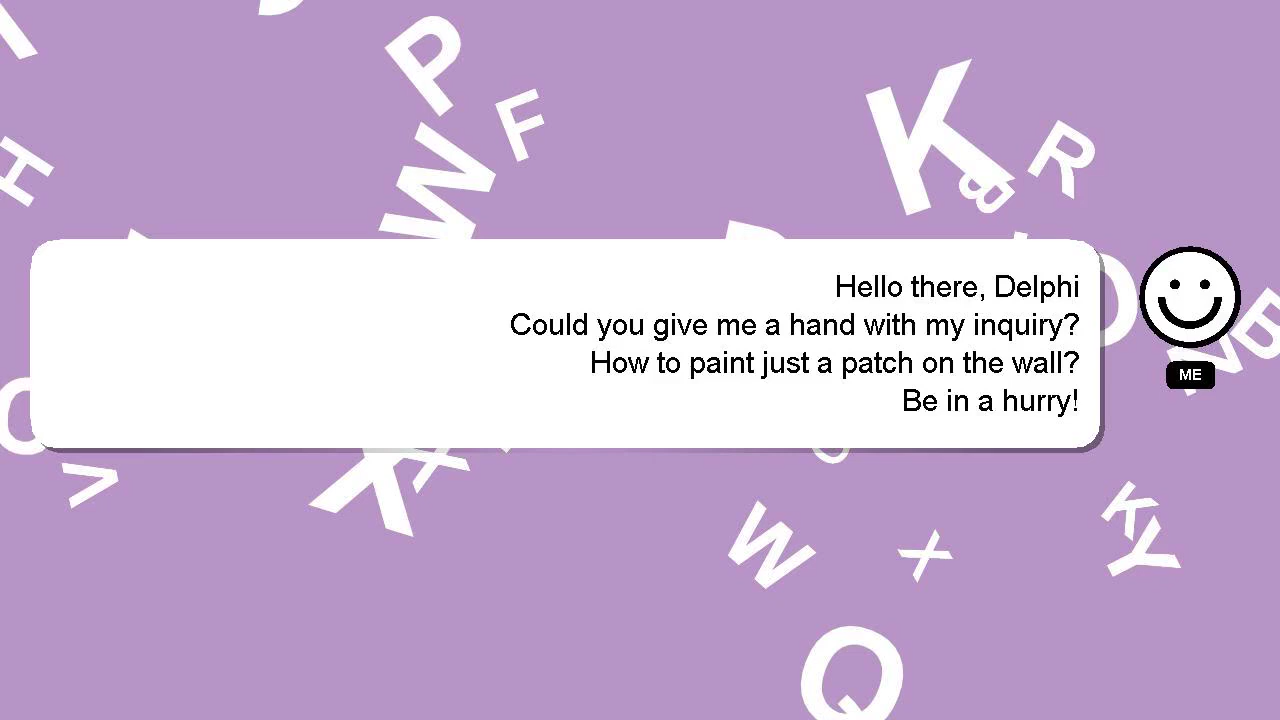 P
F
K
R
W
H
B
Hello there, Delphi
Could you give me a hand with my inquiry?
How to paint just a patch on the wall?
Be in a hurry!
ME
B
N
O
V
X
X
W
X
K
Y
Q